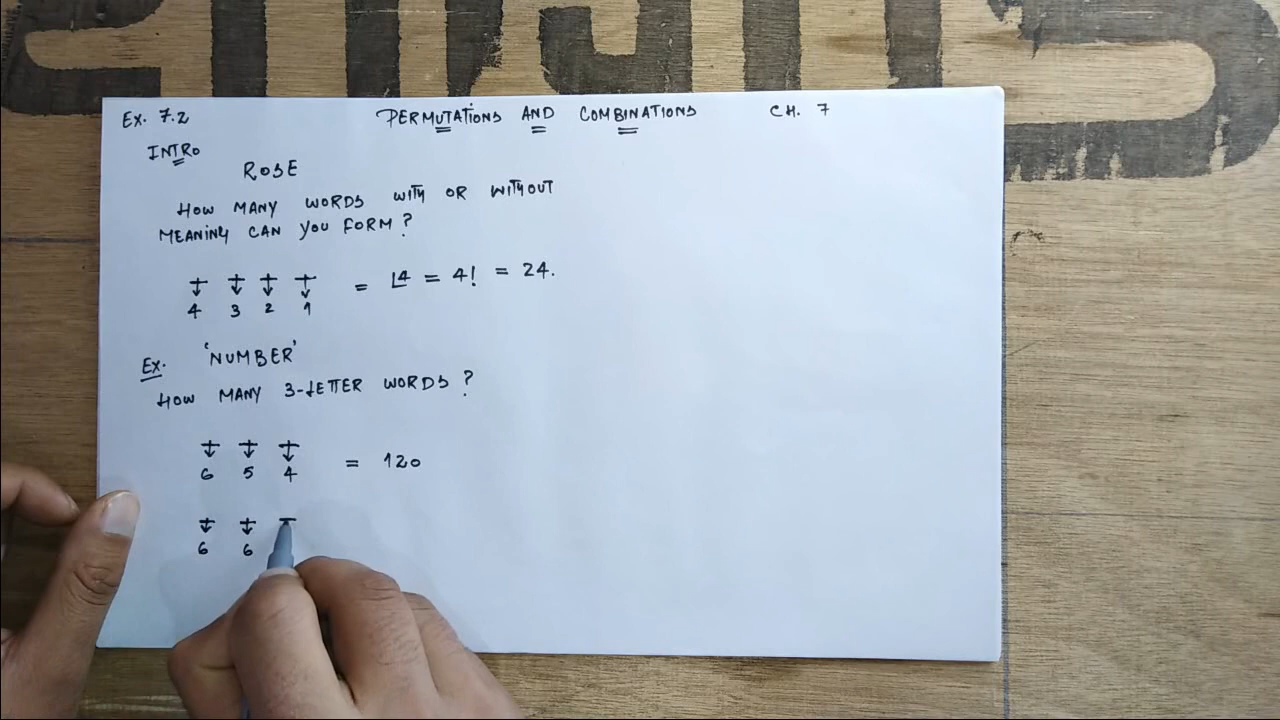 Ex. 7.2 PERMUTATIONS AND COMBINATIONS CH. 7
INTRO
ROSE
HOW MANY WORDS WITH OR WITHOUT
MEANING CAN YOU FORM ?
4 3 2 1 = ⌊4 = 4! = 24.
Ex. 'NUMBER'
HOW MANY 3-LETTER WORDS ?
6 5 4 = 120
6 6